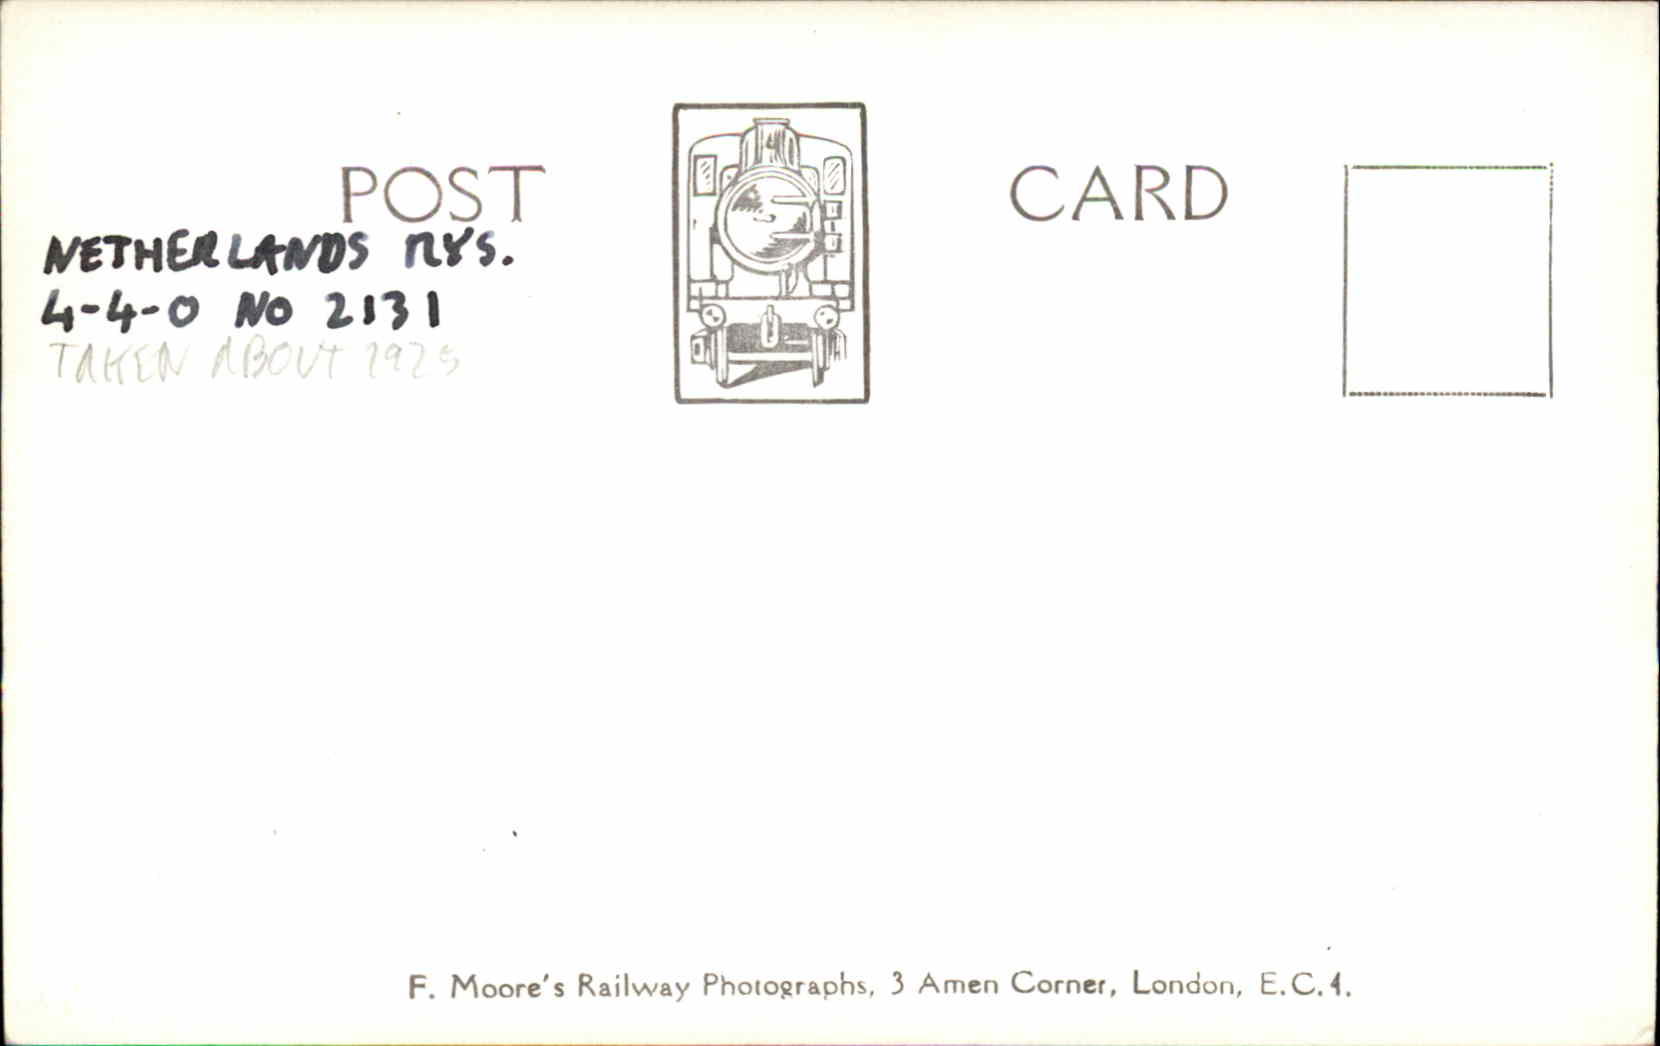 POST CARD
NETHERLANDS RYS.
4-4-0 NO 2131
TAKEN ABOUT 1925
F. Moore's Railway Photographs, 3 Amen Corner, London, E.C.4.